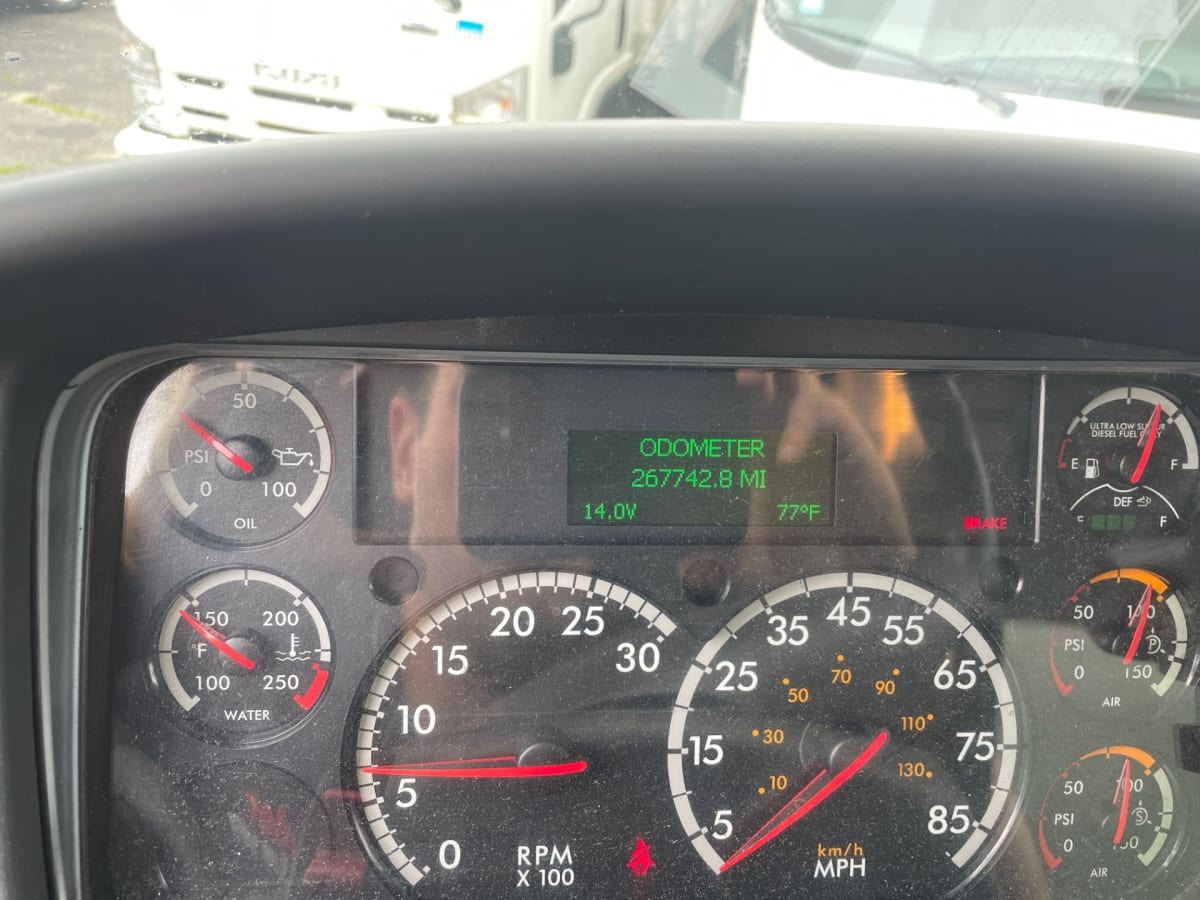 ISUZU
50
PSI
0 100
OIL
ODOMETER
267742.8 MI
14.0V 77°F
BRAKE
ULTRA LOW SULFUR
DIESEL FUEL ONLY
E F
DEF
F
150 200
°F
100 250
WATER
0
5
10
15
20
25
30
RPM
X 100
5
15
25
35
45
55
65
75
85
10
30
50
70
90
110
130
km/h
MPH
50 100
PSI P
0 150
AIR
50 100
PSI S
0 150
AIR